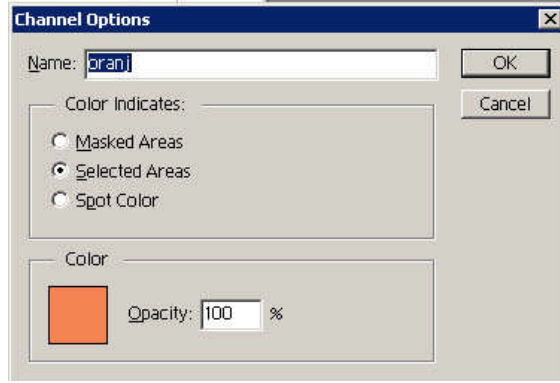 Channel Options
Name: oranj
OK
Cancel
Color Indicates:
Masked Areas
Selected Areas
Spot Color
Color
Opacity: 100 %